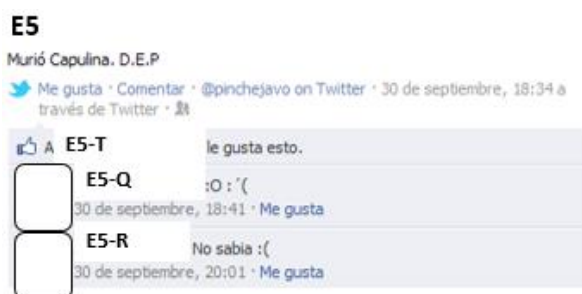 E5
Murió Capulina. D.E.P
Me gusta · Comentar · @pinchejavo on Twitter · 30 de septiembre, 18:34 a
través de Twitter ·
A E5-T le gusta esto.
E5-Q :O : ´(
30 de septiembre, 18:41 · Me gusta
E5-R No sabia :(
30 de septiembre, 20:01 · Me gusta